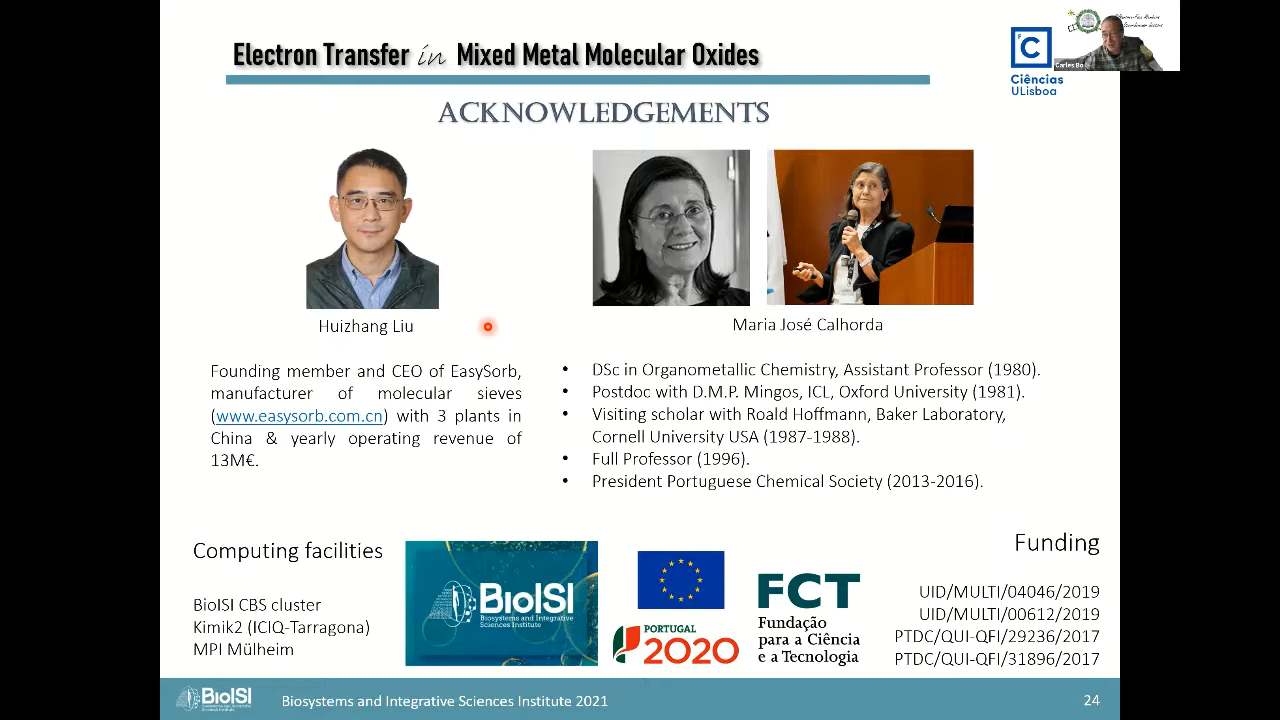 Electron Transfer in Mixed Metal Molecular Oxides
C
Ciências
ULisboa
Carles Bo
ACKNOWLEDGEMENTS
Huizhang Liu
Maria José Calhorda
Founding member and CEO of EasySorb,
manufacturer of molecular sieves
(www.easysorb.com.cn) with 3 plants in
China & yearly operating revenue of
13M€.
• DSc in Organometallic Chemistry, Assistant Professor (1980).
• Postdoc with D.M.P. Mingos, ICL, Oxford University (1981).
• Visiting scholar with Roald Hoffmann, Baker Laboratory,
Cornell University USA (1987-1988).
• Full Professor (1996).
• President Portuguese Chemical Society (2013-2016).
Computing facilities
BioISI CBS cluster
Kimik2 (ICIQ-Tarragona)
MPI Mülheim
BioISI
Biosystems and Integrative
Sciences Institute
PORTUGAL
2020
FCT
Fundação
para a Ciência
e a Tecnologia
Funding
UID/MULTI/04046/2019
UID/MULTI/00612/2019
PTDC/QUI-QFI/29236/2017
PTDC/QUI-QFI/31896/2017
BioISI
Biosystems and Integrative Sciences Institute 2021
24